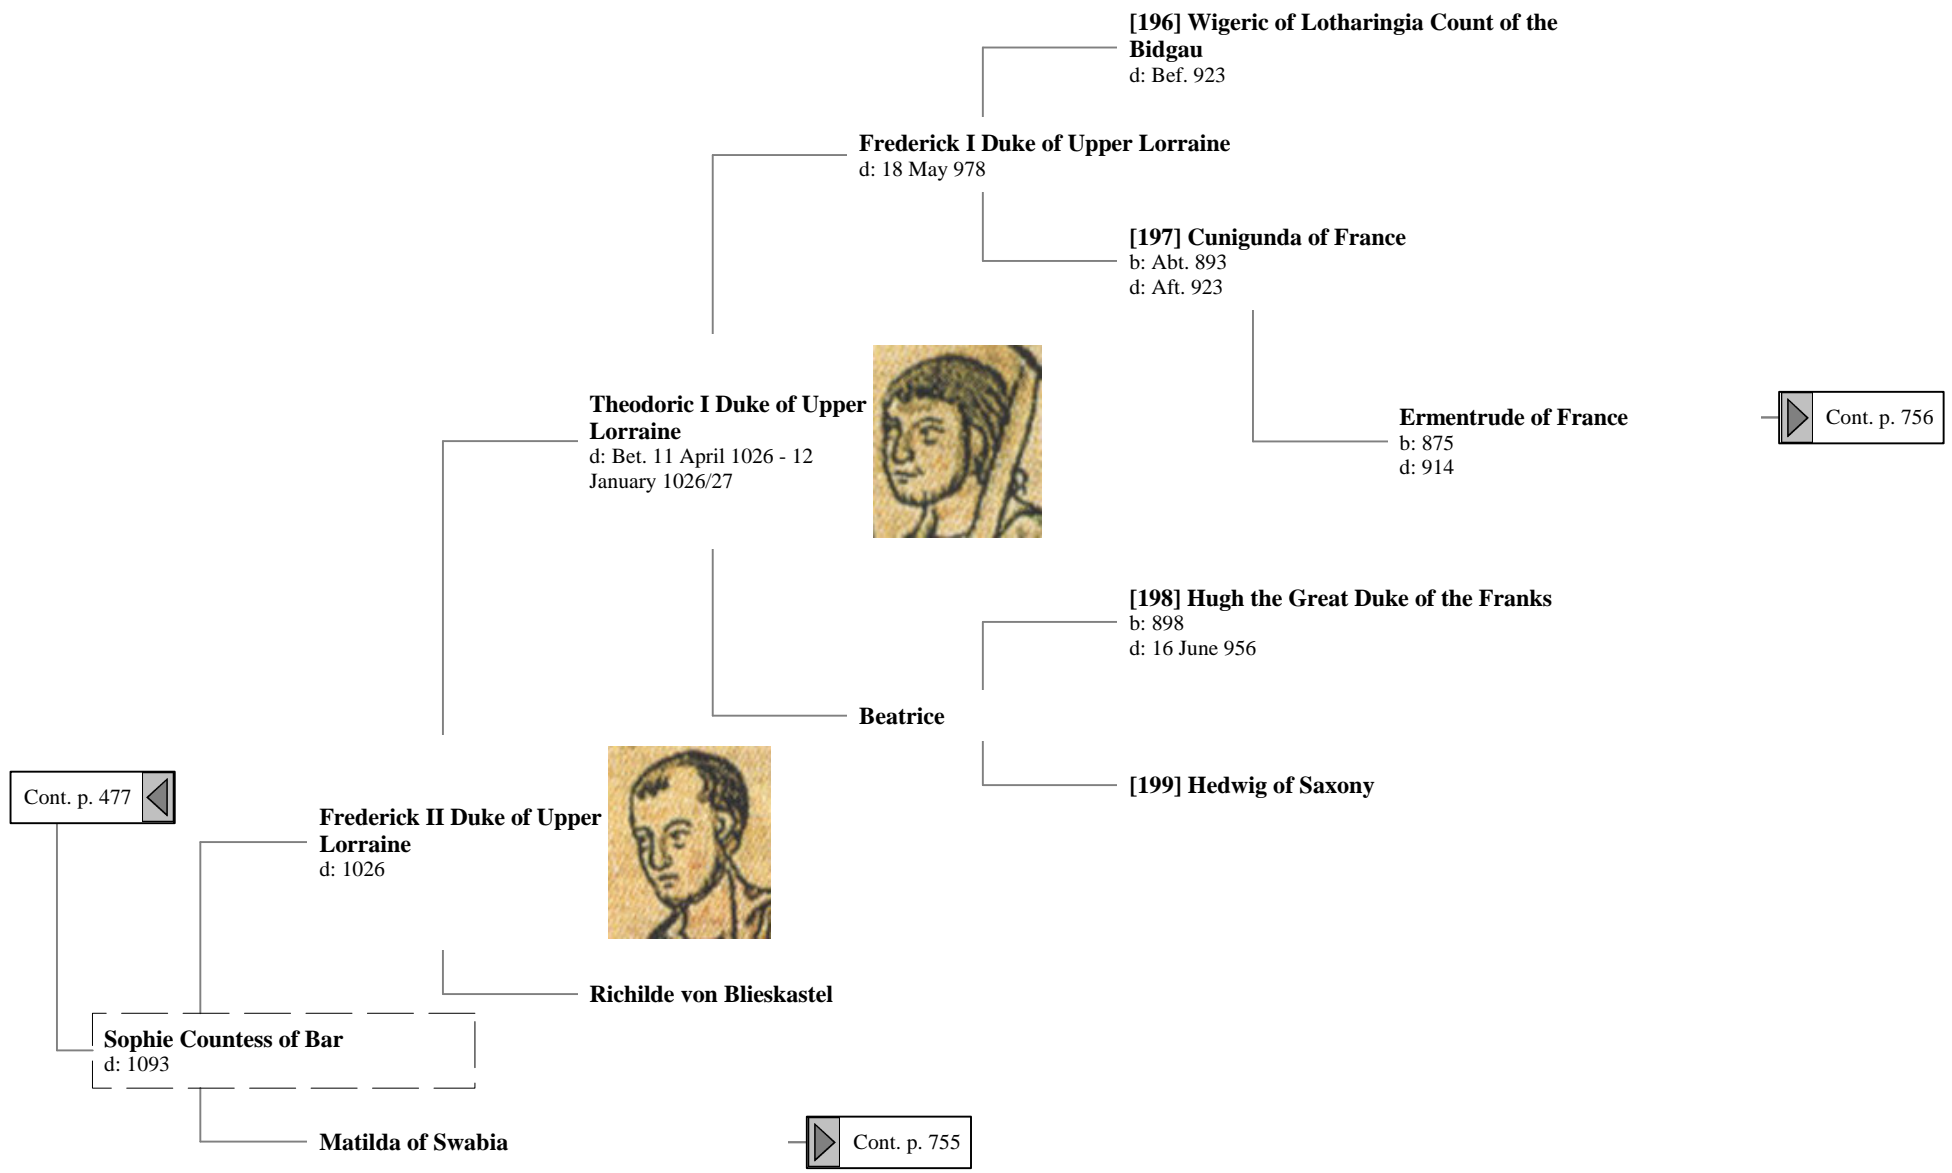 [196] Wigeric of Lotharingia Count of the
Bidgau
d: Bef. 923
Frederick I Duke of Upper Lorraine
d: 18 May 978
[197] Cunigunda of France
b: Abt. 893
d: Aft. 923
Theodoric I Duke of Upper
Lorraine
d: Bet. 11 April 1026 - 12
January 1026/27
Ermentrude of France
b: 875
d: 914
Cont. p. 756
[198] Hugh the Great Duke of the Franks
b: 898
d: 16 June 956
Beatrice
[199] Hedwig of Saxony
Cont. p. 477
Frederick II Duke of Upper
Lorraine
d: 1026
Richilde von Blieskastel
Sophie Countess of Bar
d: 1093
Matilda of Swabia
Cont. p. 755